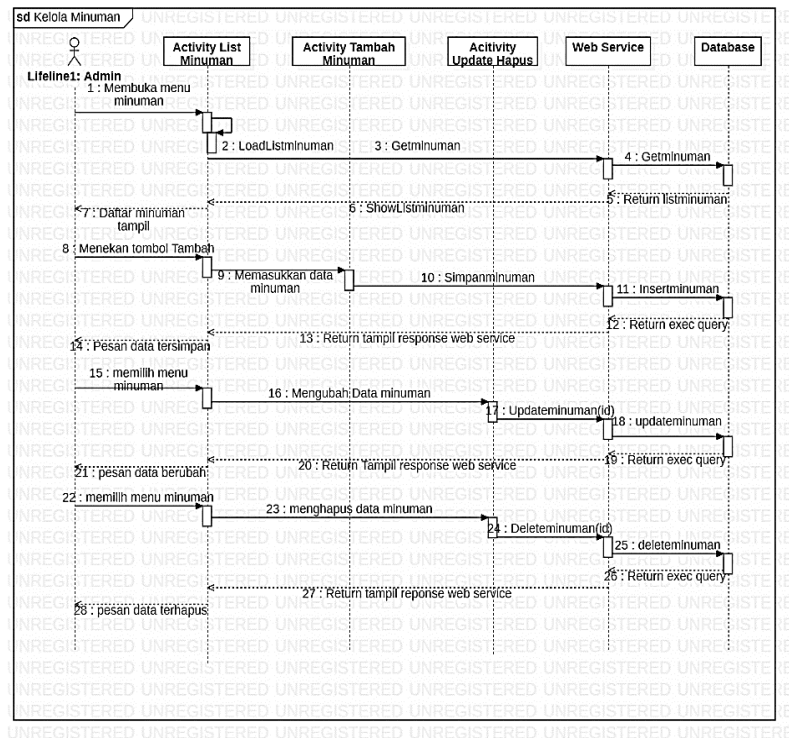 sd Kelola Minuman
Activity List
Minuman
Activity Tambah
Minuman
Acitivity
Update Hapus
Web Service
Database
Lifeline1: Admin
1 : Membuka menu
minuman
2 : LoadListminuman
3 : Getminuman
4 : Getminuman
5 : Return listminuman
6 : ShowListminuman
7 : Daftar minuman
tampil
8 : Menekan tombol Tambah
9 : Memasukkan data
minuman
10 : Simpanminuman
11 : Insertminuman
12 : Return exec query
13 : Return tampil response web service
14 : Pesan data tersimpan
15 : memilih menu
minuman
16 : Mengubah Data minuman
17 : Updateminuman(id)
18 : updateminuman
19 : Return exec query
20 : Return Tampil response web service
21 : pesan data berubah
22 : memilih menu minuman
23 : menghapus data minuman
24 : Deleteminuman(id)
25 : deleteminuman
26 : Return exec query
27 : Return tampil reponse web service
28 : pesan data terhapus
UNREGISTERED